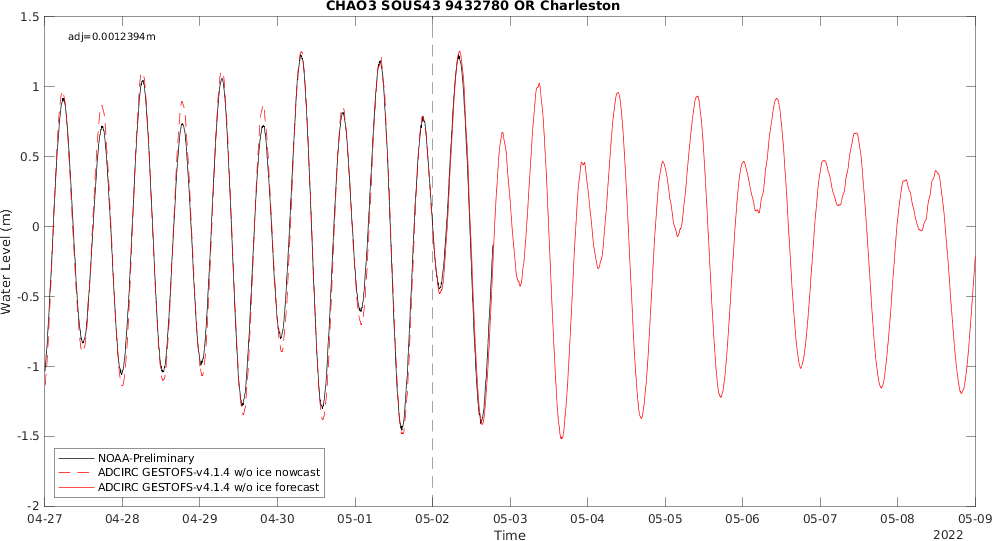 CHAO3 SOUS43 9432780 OR Charleston
adj=0.0012394m
1.5
1
0.5
0
-0.5
-1
-1.5
-2
Water Level (m)
NOAA-Preliminary
ADCIRC GESTOFS-v4.1.4 w/o ice nowcast
ADCIRC GESTOFS-v4.1.4 w/o ice forecast
04-27 04-28 04-29 04-30 05-01 05-02 05-03 05-04 05-05 05-06 05-07 05-08 05-09
Time
2022